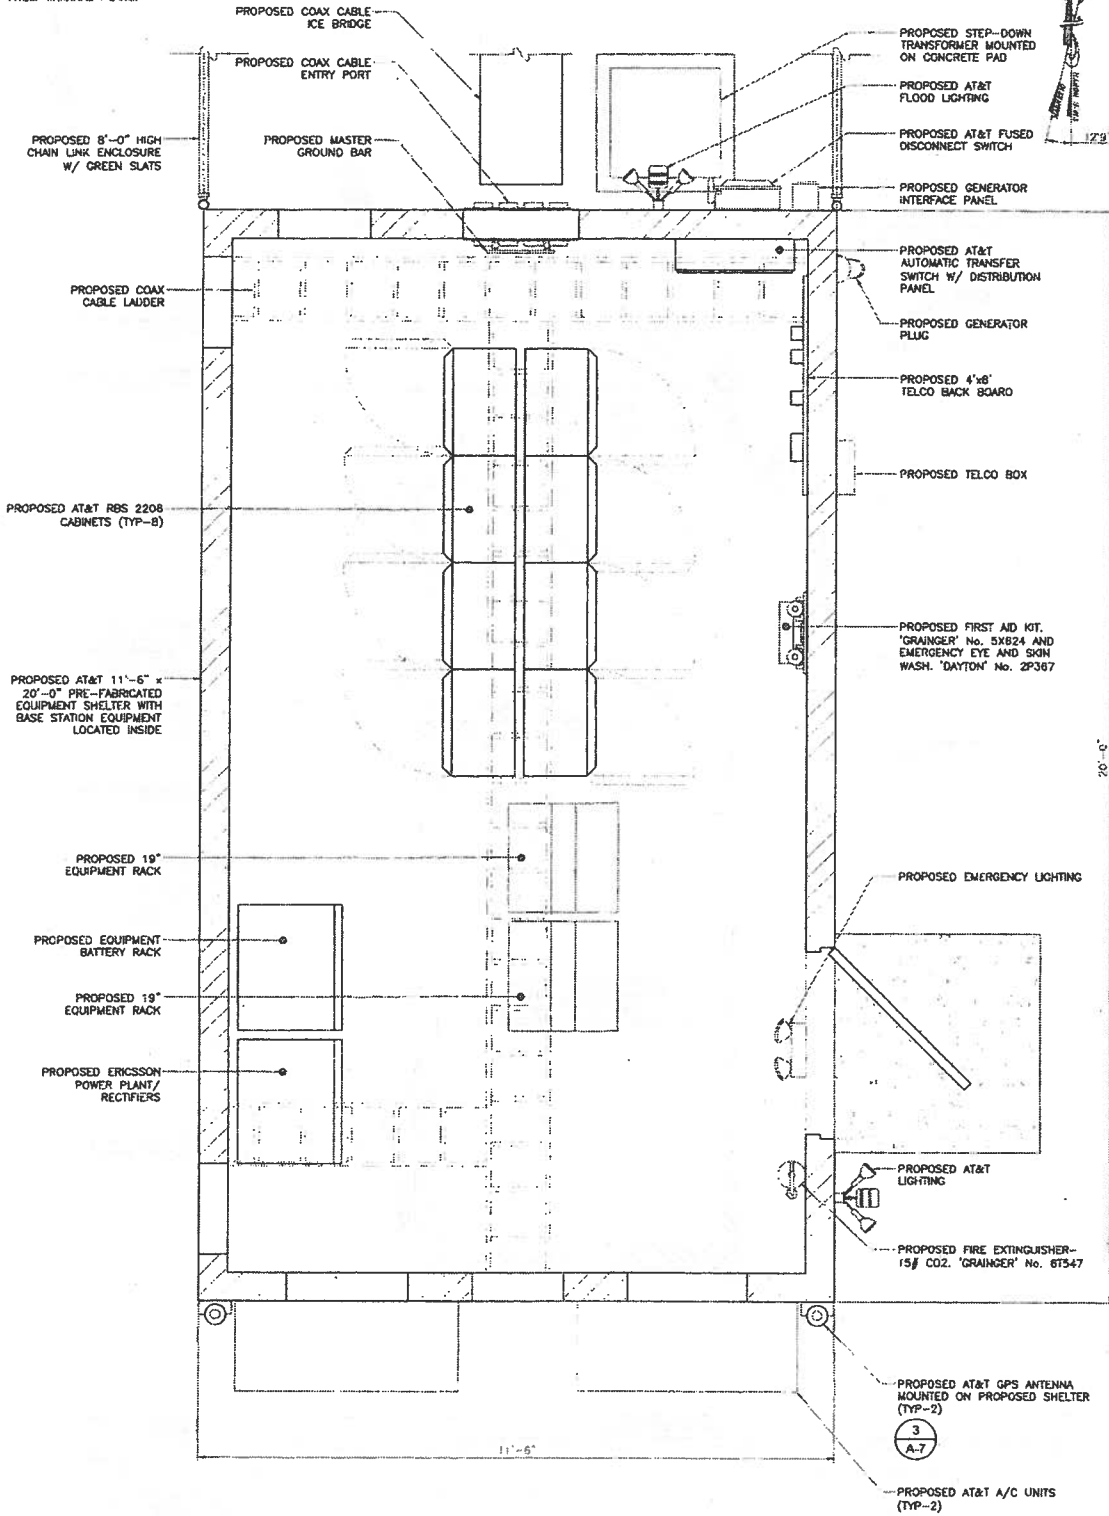 PROPOSED COAX CABLE
ICE BRIDGE
PROPOSED COAX CABLE
ENTRY PORT
PROPOSED 8'-0" HIGH
CHAIN LINK ENCLOSURE
W/ GREEN SLATS
PROPOSED MASTER
GROUND BAR
PROPOSED COAX
CABLE LADDER
PROPOSED AT&T RBS 2206
CABINETS (TYP-8)
PROPOSED AT&T 11'-6" x
20'-0" PRE-FABRICATED
EQUIPMENT SHELTER WITH
BASE STATION EQUIPMENT
LOCATED INSIDE
PROPOSED 19"
EQUIPMENT RACK
PROPOSED EQUIPMENT
BATTERY RACK
PROPOSED 19"
EQUIPMENT RACK
PROPOSED ERICSSON
POWER PLANT/
RECTIFIERS
PROPOSED STEP-DOWN
TRANSFORMER MOUNTED
ON CONCRETE PAD
PROPOSED AT&T
FLOOD LIGHTING
PROPOSED AT&T FUSED
DISCONNECT SWITCH
PROPOSED GENERATOR
INTERFACE PANEL
PROPOSED AT&T
AUTOMATIC TRANSFER
SWITCH W/ DISTRIBUTION
PANEL
PROPOSED GENERATOR
PLUG
PROPOSED 4'x8'
TELCO BACK BOARD
PROPOSED TELCO BOX
PROPOSED FIRST AID KIT.
'GRAINGER' No. 5X624 AND
EMERGENCY EYE AND SKIN
WASH. 'DAYTON' No. 2P367
20'-0"
PROPOSED EMERGENCY LIGHTING
PROPOSED AT&T
LIGHTING
PROPOSED FIRE EXTINGUISHER-
15# CO2. 'GRAINGER' No. 6T547
PROPOSED AT&T GPS ANTENNA
MOUNTED ON PROPOSED SHELTER
(TYP-2)
3
A-7
11'-6"
PROPOSED AT&T A/C UNITS
(TYP-2)